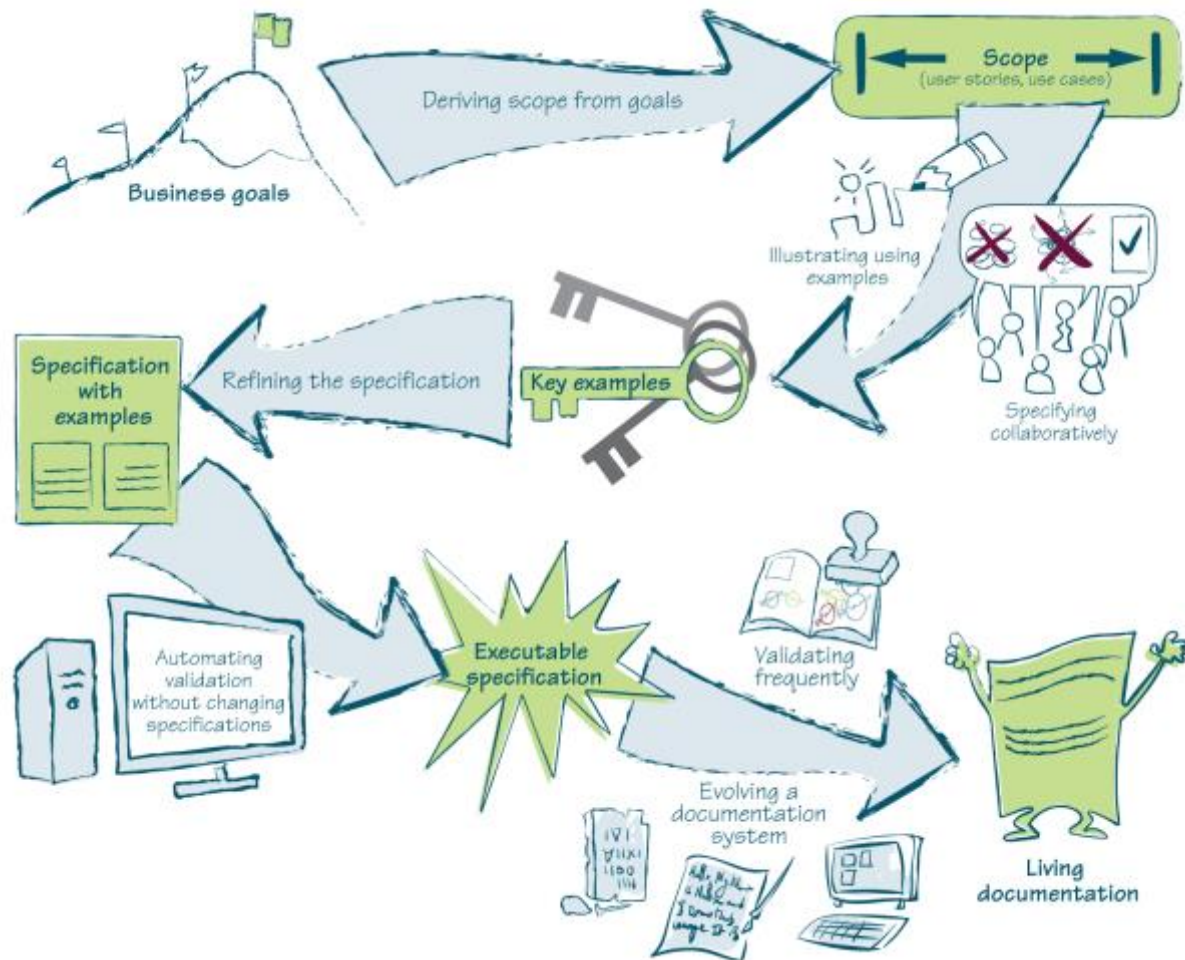 Deriving scope from goals
Scope
(user stories, use cases)
Business goals
Illustrating using
examples
Specifying
collaboratively
Key examples
Refining the specification
Specification
with
examples
Automating
validation
without changing
specifications
Executable
specification
Validating
frequently
Evolving a
documentation
system
Living
documentation